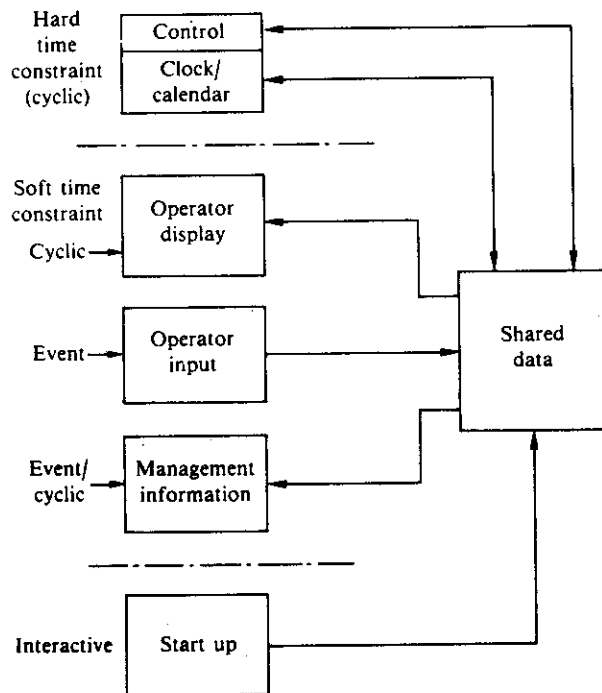 Hard
time
constraint
(cyclic)
Control
Clock/
calendar
Soft time
constraint
Cyclic
Operator
display
Event
Operator
input
Event/
cyclic
Management
information
Shared
data
Interactive
Start up